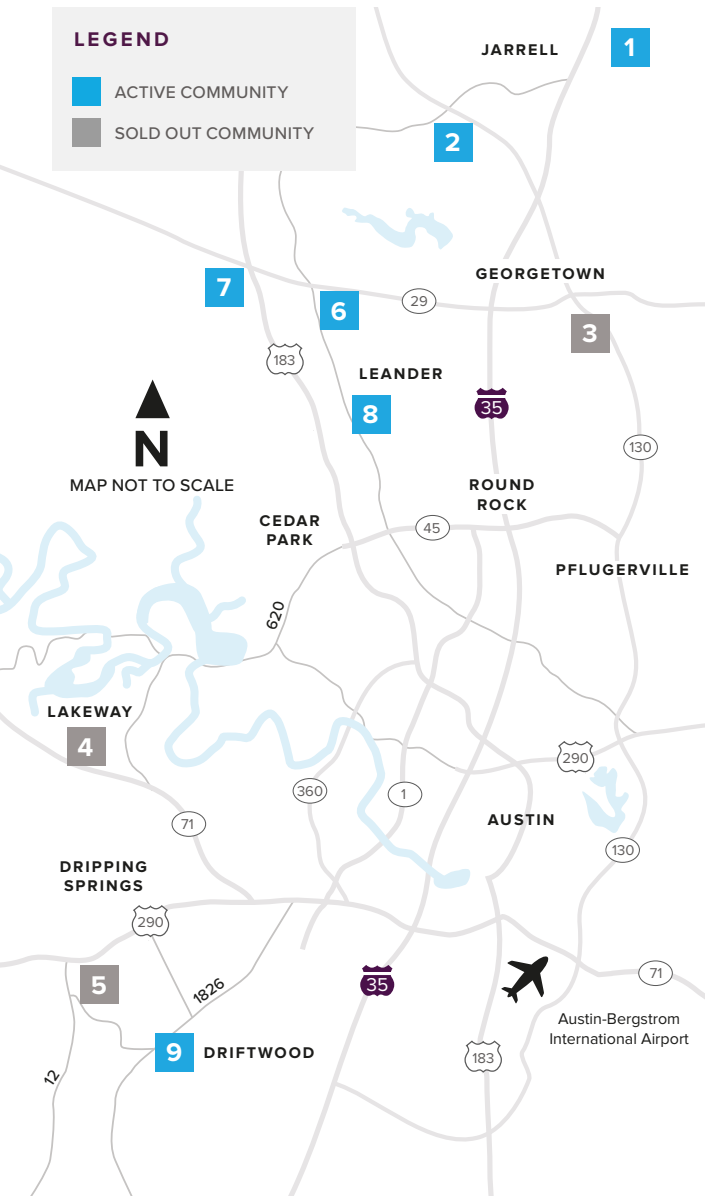 LEGEND
ACTIVE COMMUNITY
SOLD OUT COMMUNITY
JARRELL
1
2
GEORGETOWN
7
6
29
3
183
LEANDER
8
35
N
MAP NOT TO SCALE
130
ROUND
ROCK
CEDAR
PARK
45
PFLUGERVILLE
620
LAKEWAY
4
290
360
1
71
AUSTIN
130
DRIPPING
SPRINGS
290
5
1826
35
71
Austin-Bergstrom
International Airport
9
DRIFTWOOD
183
12